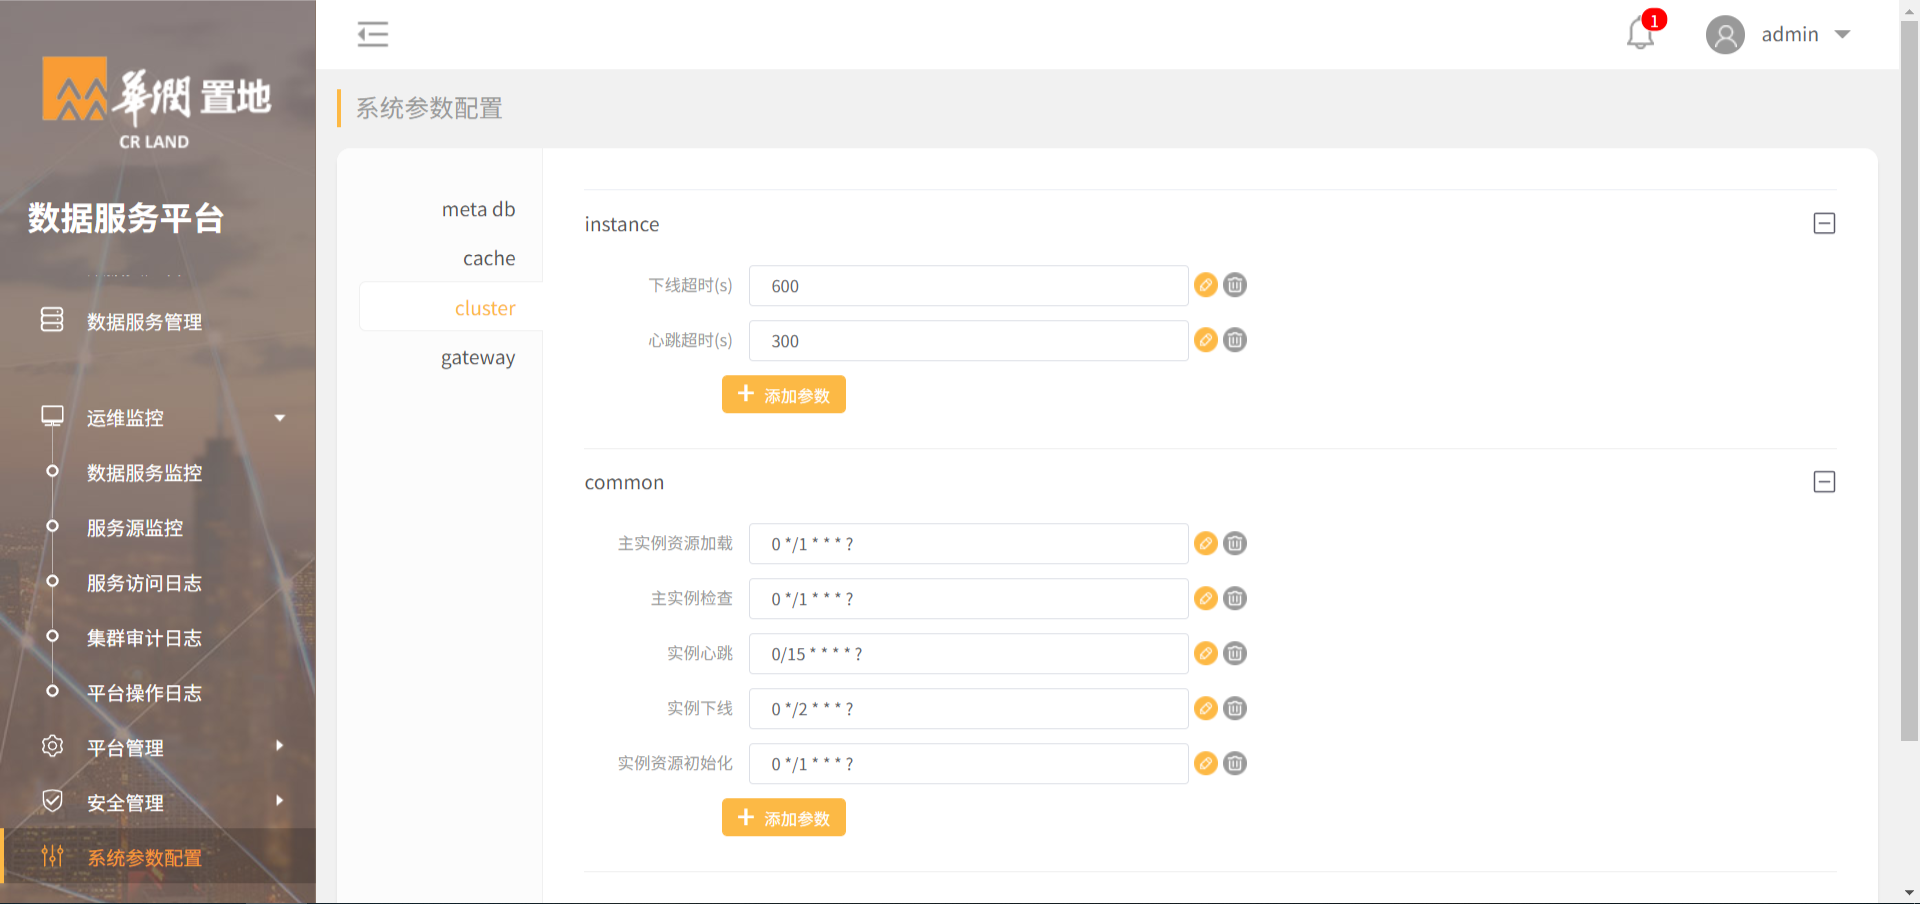 華潤置地
CR LAND
数据服务平台
数据服务管理
运维监控
数据服务监控
服务源监控
服务访问日志
集群审计日志
平台操作日志
平台管理
安全管理
系统参数配置
1
admin
系统参数配置
meta db
cache
cluster
gateway
instance
下线超时(s) 600
心跳超时(s) 300
添加参数
common
主实例资源加载 0 */1 * * * ?
主实例检查 0 */1 * * * ?
实例心跳 0/15 * * * * ?
实例下线 0 */2 * * * ?
实例资源初始化 0 */1 * * * ?
添加参数